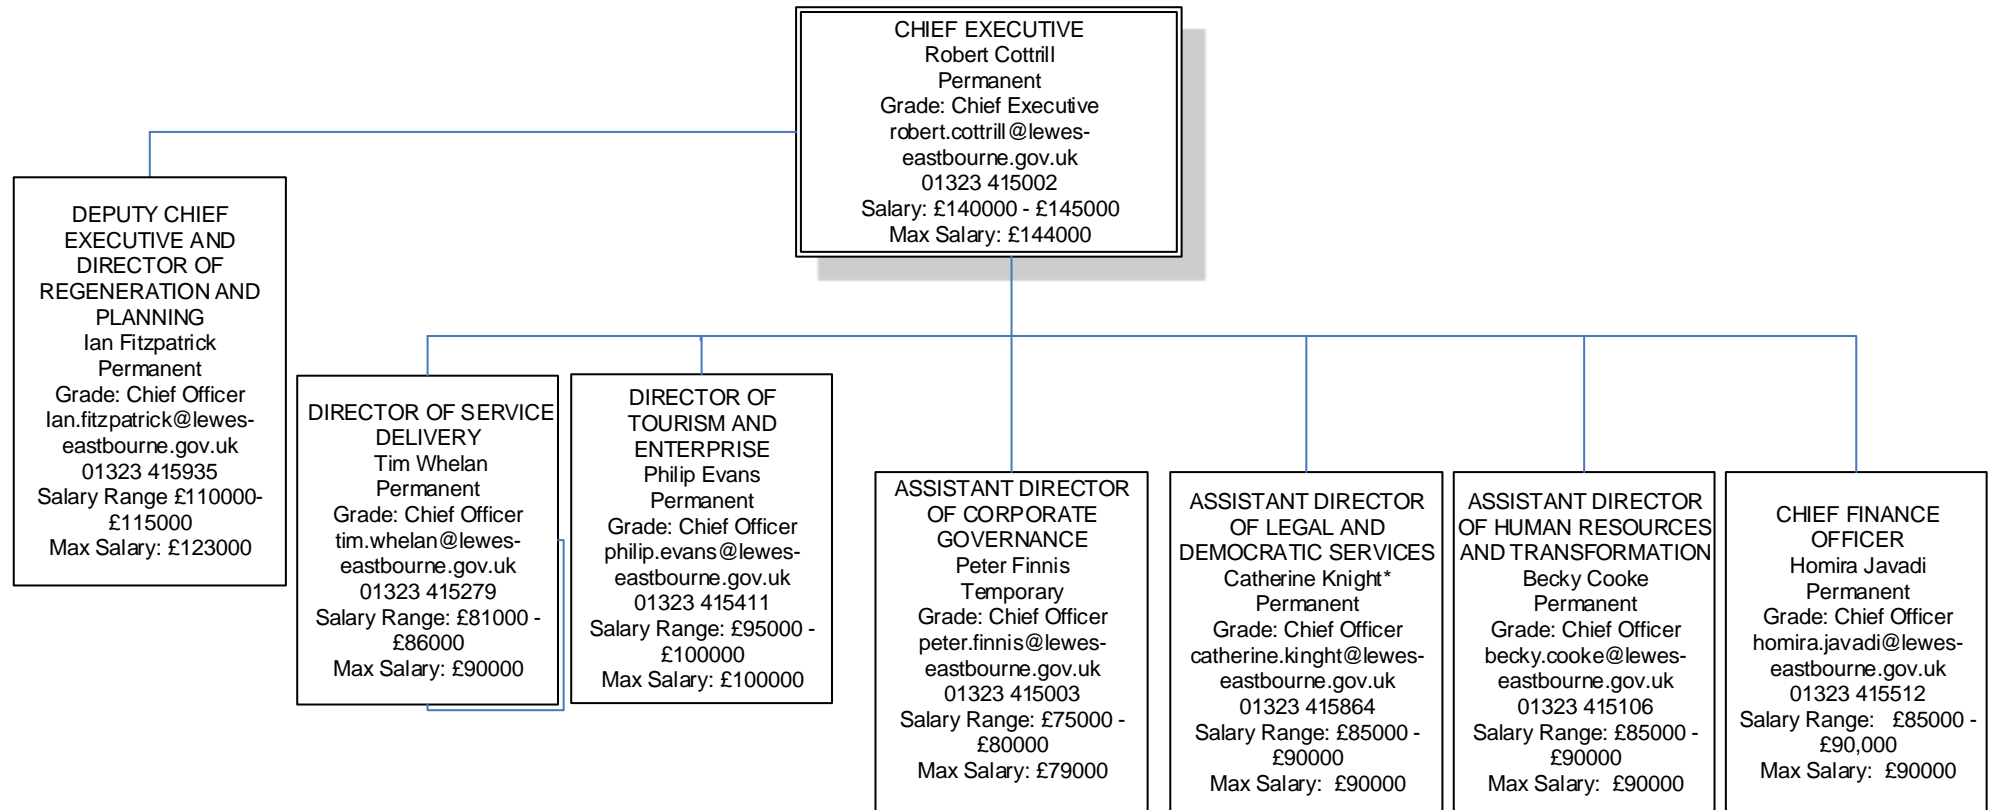 CHIEF EXECUTIVE
Robert Cottrill
Permanent
Grade: Chief Executive
robert.cottrill@lewes-
eastbourne.gov.uk
01323 415002
Salary: £140000 - £145000
Max Salary: £144000
DEPUTY CHIEF
EXECUTIVE AND
DIRECTOR OF
REGENERATION AND
PLANNING
Ian Fitzpatrick
Permanent
Grade: Chief Officer
Ian.fitzpatrick@lewes-
eastbourne.gov.uk
01323 415935
Salary Range £110000-
£115000
Max Salary: £123000
DIRECTOR OF SERVICE
DELIVERY
Tim Whelan
Permanent
Grade: Chief Officer
tim.whelan@lewes-
eastbourne.gov.uk
01323 415279
Salary Range: £81000 -
£86000
Max Salary: £90000
DIRECTOR OF
TOURISM AND
ENTERPRISE
Philip Evans
Permanent
Grade: Chief Officer
philip.evans@lewes-
eastbourne.gov.uk
01323 415411
Salary Range: £95000 -
£100000
Max Salary: £100000
ASSISTANT DIRECTOR
OF CORPORATE
GOVERNANCE
Peter Finnis
Temporary
Grade: Chief Officer
peter.finnis@lewes-
eastbourne.gov.uk
01323 415003
Salary Range: £75000 -
£80000
Max Salary: £79000
ASSISTANT DIRECTOR
OF LEGAL AND
DEMOCRATIC SERVICES
Catherine Knight*
Permanent
Grade: Chief Officer
catherine.kinght@lewes-
eastbourne.gov.uk
01323 415864
Salary Range: £85000 -
£90000
Max Salary: £90000
ASSISTANT DIRECTOR
OF HUMAN RESOURCES
AND TRANSFORMATION
Becky Cooke
Permanent
Grade: Chief Officer
becky.cooke@lewes-
eastbourne.gov.uk
01323 415106
Salary Range: £85000 -
£90000
Max Salary: £90000
CHIEF FINANCE
OFFICER
Homira Javadi
Permanent
Grade: Chief Officer
homira.javadi@lewes-
eastbourne.gov.uk
01323 415512
Salary Range: £85000 -
£90,000
Max Salary: £90000